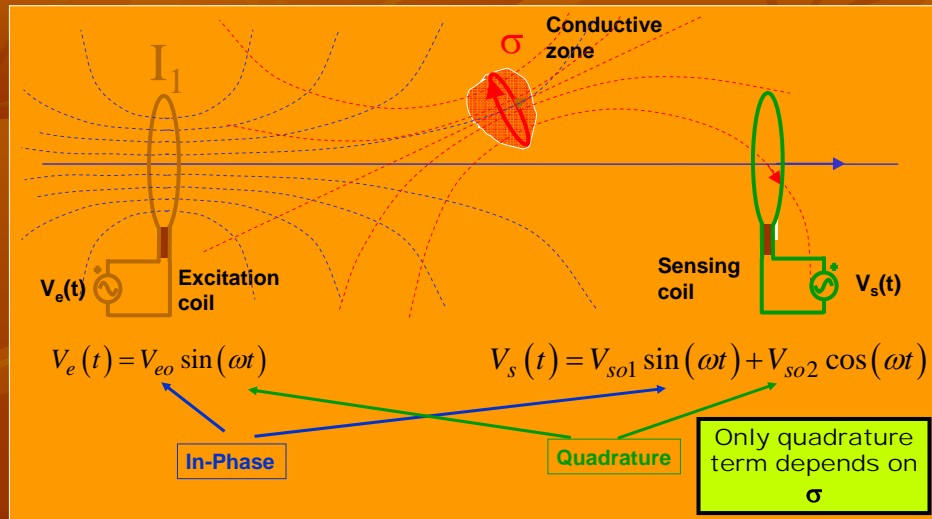 Conductive
zone
σ
I₁
Excitation
coil
Vₑ(t)
Sensing
coil
Vₛ(t)
Vₑ(t) = Vₑₒ sin(ωt)
Vₛ(t) = Vₛₒ₁ sin(ωt) + Vₛₒ₂ cos(ωt)
In-Phase
Quadrature
Only quadrature
term depends on
σ